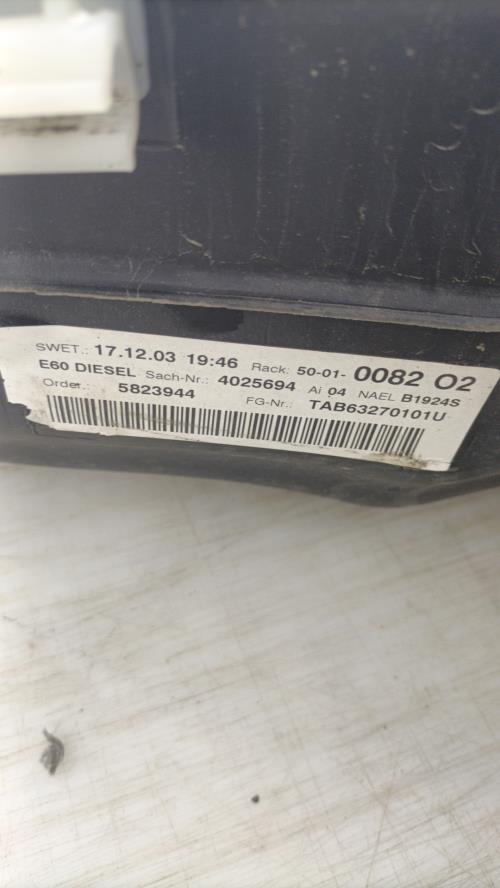 SWET.: 17.12.03 19:46 Rack: 50-01- 0082 O2
E60 DIESEL Sach-Nr.: 4025694 Ai 04 NAEL B1924S
Order.: 5823944 FG-Nr.: TAB63270101U